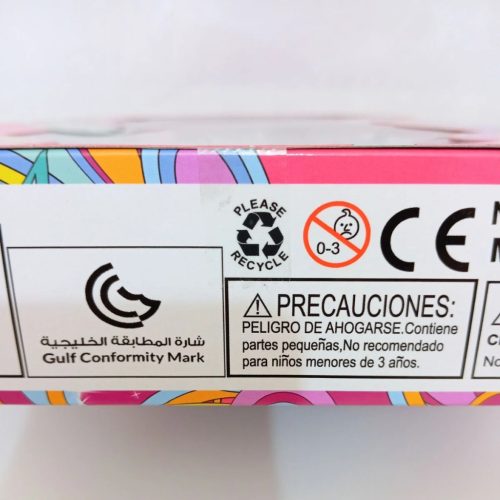 PLEASE
RECYCLE
0-3
CE
شارة المطابقة الخليجية
Gulf Conformity Mark
PRECAUCIONES:
PELIGRO DE AHOGARSE.Contiene
partes pequeñas,No recomendado
para niños menores de 3 años.
No